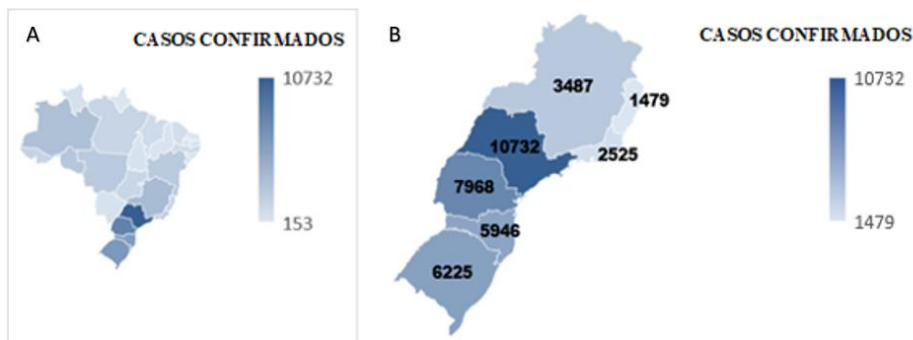 A
CASOS CONFIRMADOS
10732
153
B
CASOS CONFIRMADOS
3487
1479
10732
2525
7968
5946
6225
10732
1479